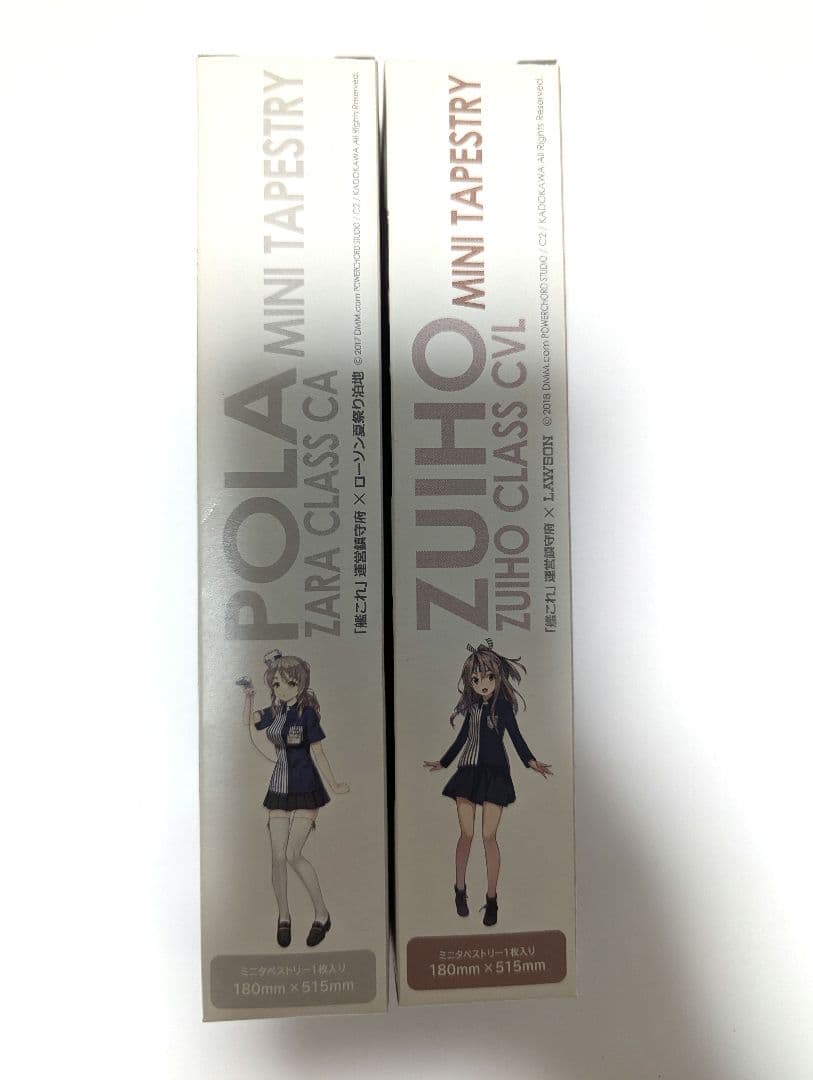 POLA
MINI TAPESTRY
ZARA CLASS CA
「艦これ」運営鎮守府 × ローソン夏祭り泊地 © 2017 DMM.com POWERCHORD STUDIO / C2 / KADOKAWA All Rights Reserved.
ミニタペストリー1枚入り
180mm×515mm
ZUIHO
MINI TAPESTRY
ZUIHO CLASS CVL
「艦これ」運営鎮守府 × LAWSON © 2018 DMM.com POWERCHORD STUDIO / C2 / KADOKAWA All Rights Reserved.
ミニタペストリー1枚入り
180mm×515mm